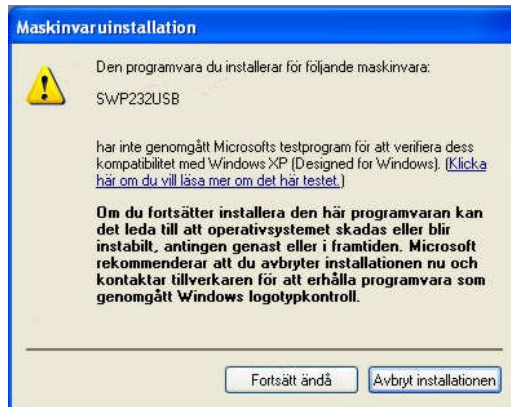 Maskinvaruinstallation
Den programvara du installerar för följande maskinvara:
SWP232USB
har inte genomgått Microsofts testprogram för att verifiera dess
kompatibilitet med Windows XP (Designed for Windows). (Klicka
här om du vill läsa mer om det här testet.)
Om du fortsätter installera den här programvaran kan
det leda till att operativsystemet skadas eller blir
instabilt, antingen genast eller i framtiden. Microsoft
rekommenderar att du avbryter installationen nu och
kontaktar tillverkaren för att erhålla programvara som
genomgått Windows logotypkontroll.
Fortsätt ändå
Avbryt installationen